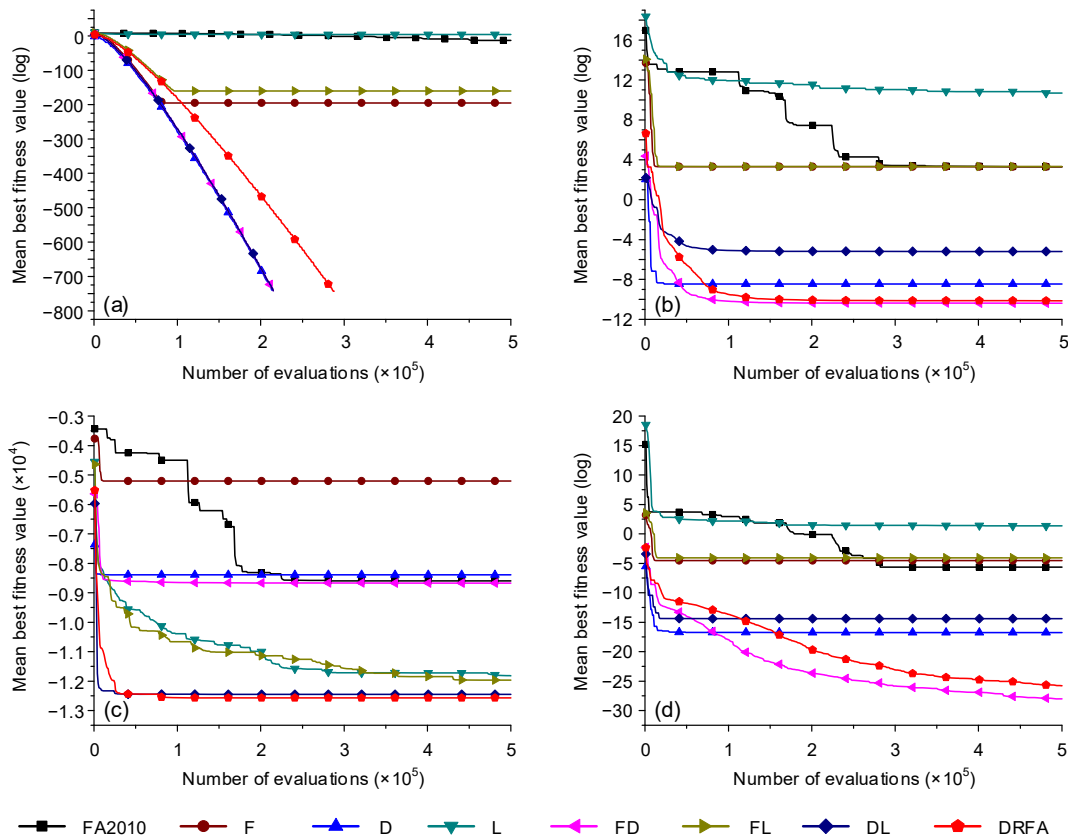 Mean best fitness value (log)
0
−100
−200
−300
−400
−500
−600
−700
−800
(a)
0 1 2 3 4 5
Number of evaluations (×10⁵)
Mean best fitness value (log)
16
12
8
4
0
−4
−8
−12
(b)
0 1 2 3 4 5
Number of evaluations (×10⁵)
Mean best fitness value (×10⁴)
−0.3
−0.4
−0.5
−0.6
−0.7
−0.8
−0.9
−1.0
−1.1
−1.2
−1.3
(c)
0 1 2 3 4 5
Number of evaluations (×10⁵)
Mean best fitness value (log)
20
15
10
5
0
−5
−10
−15
−20
−25
−30
(d)
0 1 2 3 4 5
Number of evaluations (×10⁵)
FA2010 F D L FD FL DL DRFA